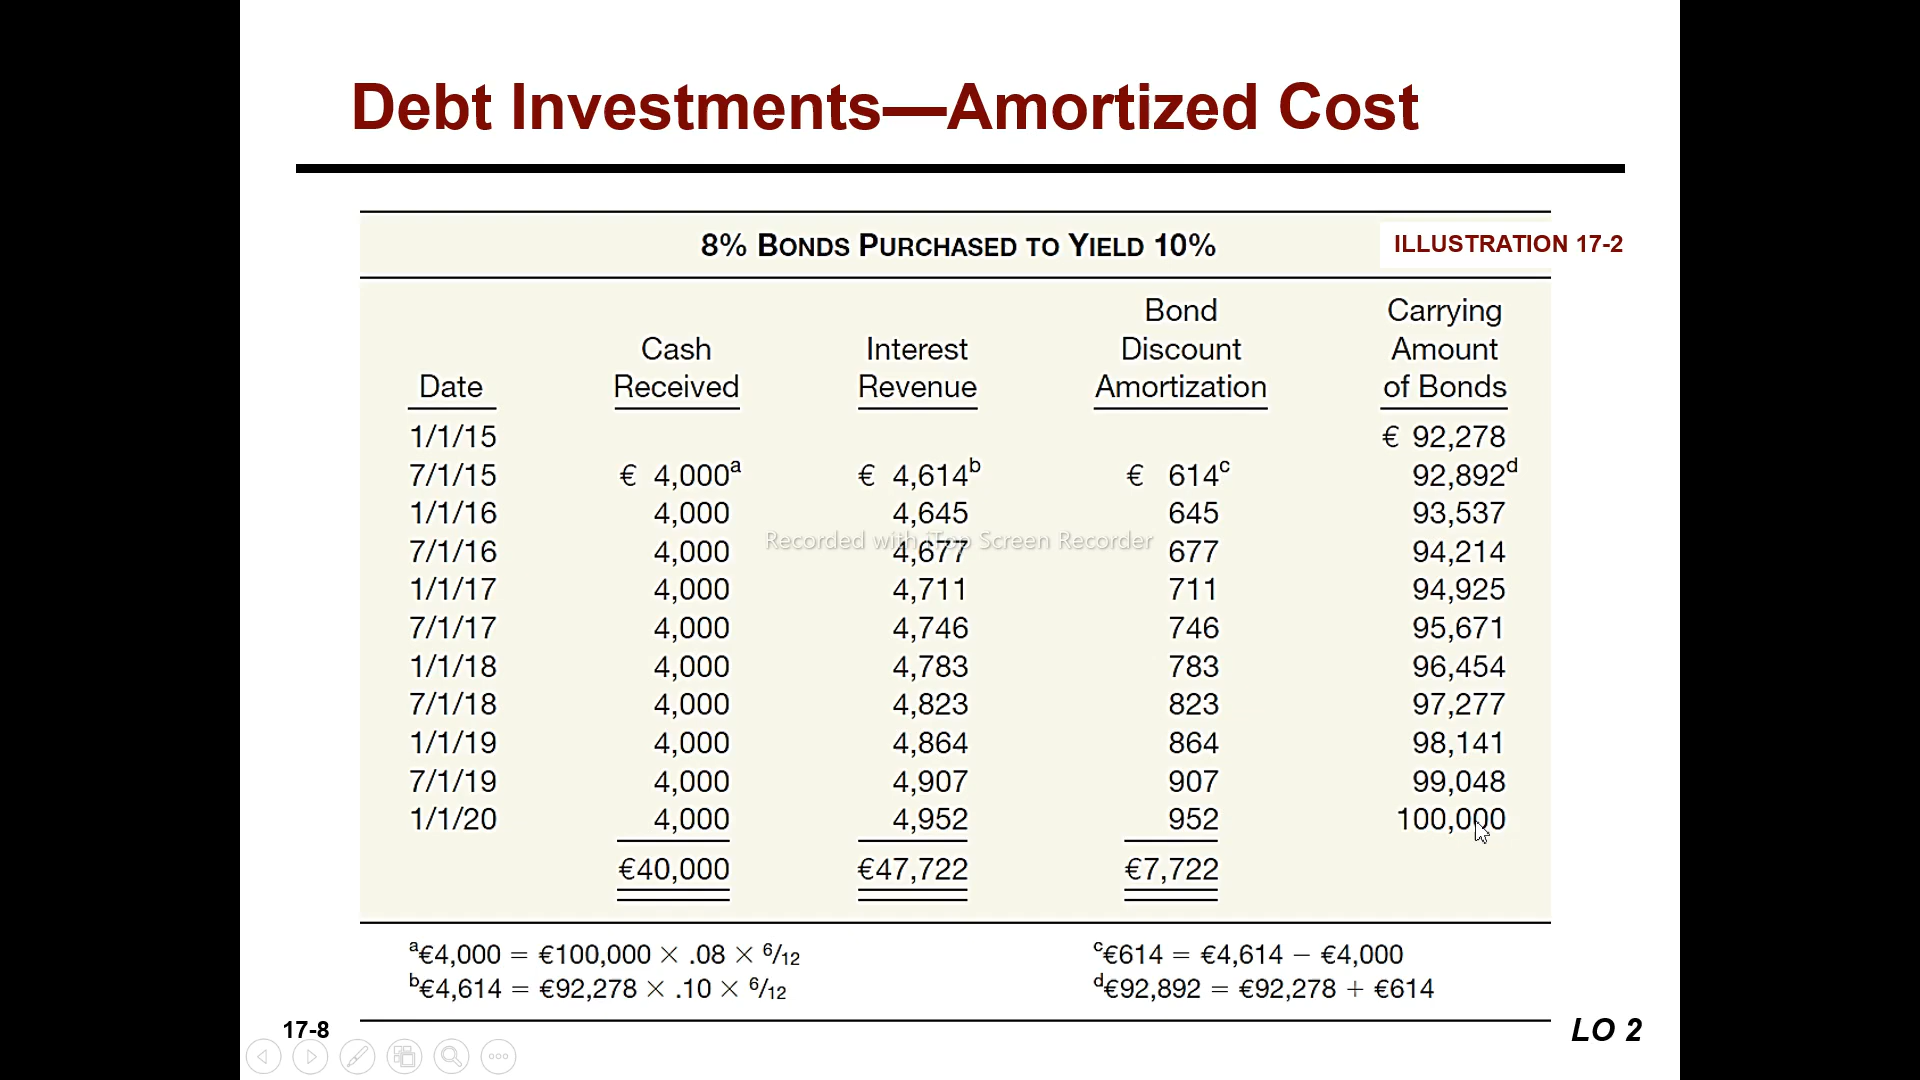 Debt Investments—Amortized Cost
8% BONDS PURCHASED TO YIELD 10%
ILLUSTRATION 17-2
Date Cash Received Interest Revenue Bond Discount Amortization Carrying Amount of Bonds
1/1/15 € 92,278
7/1/15 € 4,000a € 4,614b € 614c 92,892d
1/1/16 4,000 4,645 645 93,537
Recorded with iTop Screen Recorder
7/1/16 4,000 4,677 677 94,214
1/1/17 4,000 4,711 711 94,925
7/1/17 4,000 4,746 746 95,671
1/1/18 4,000 4,783 783 96,454
7/1/18 4,000 4,823 823 97,277
1/1/19 4,000 4,864 864 98,141
7/1/19 4,000 4,907 907 99,048
1/1/20 4,000 4,952 952 100,000
€40,000 €47,722 €7,722
a€4,000 = €100,000 × .08 × 6/12
b€4,614 = €92,278 × .10 × 6/12
c€614 = €4,614 − €4,000
d€92,892 = €92,278 + €614
17-8
LO 2